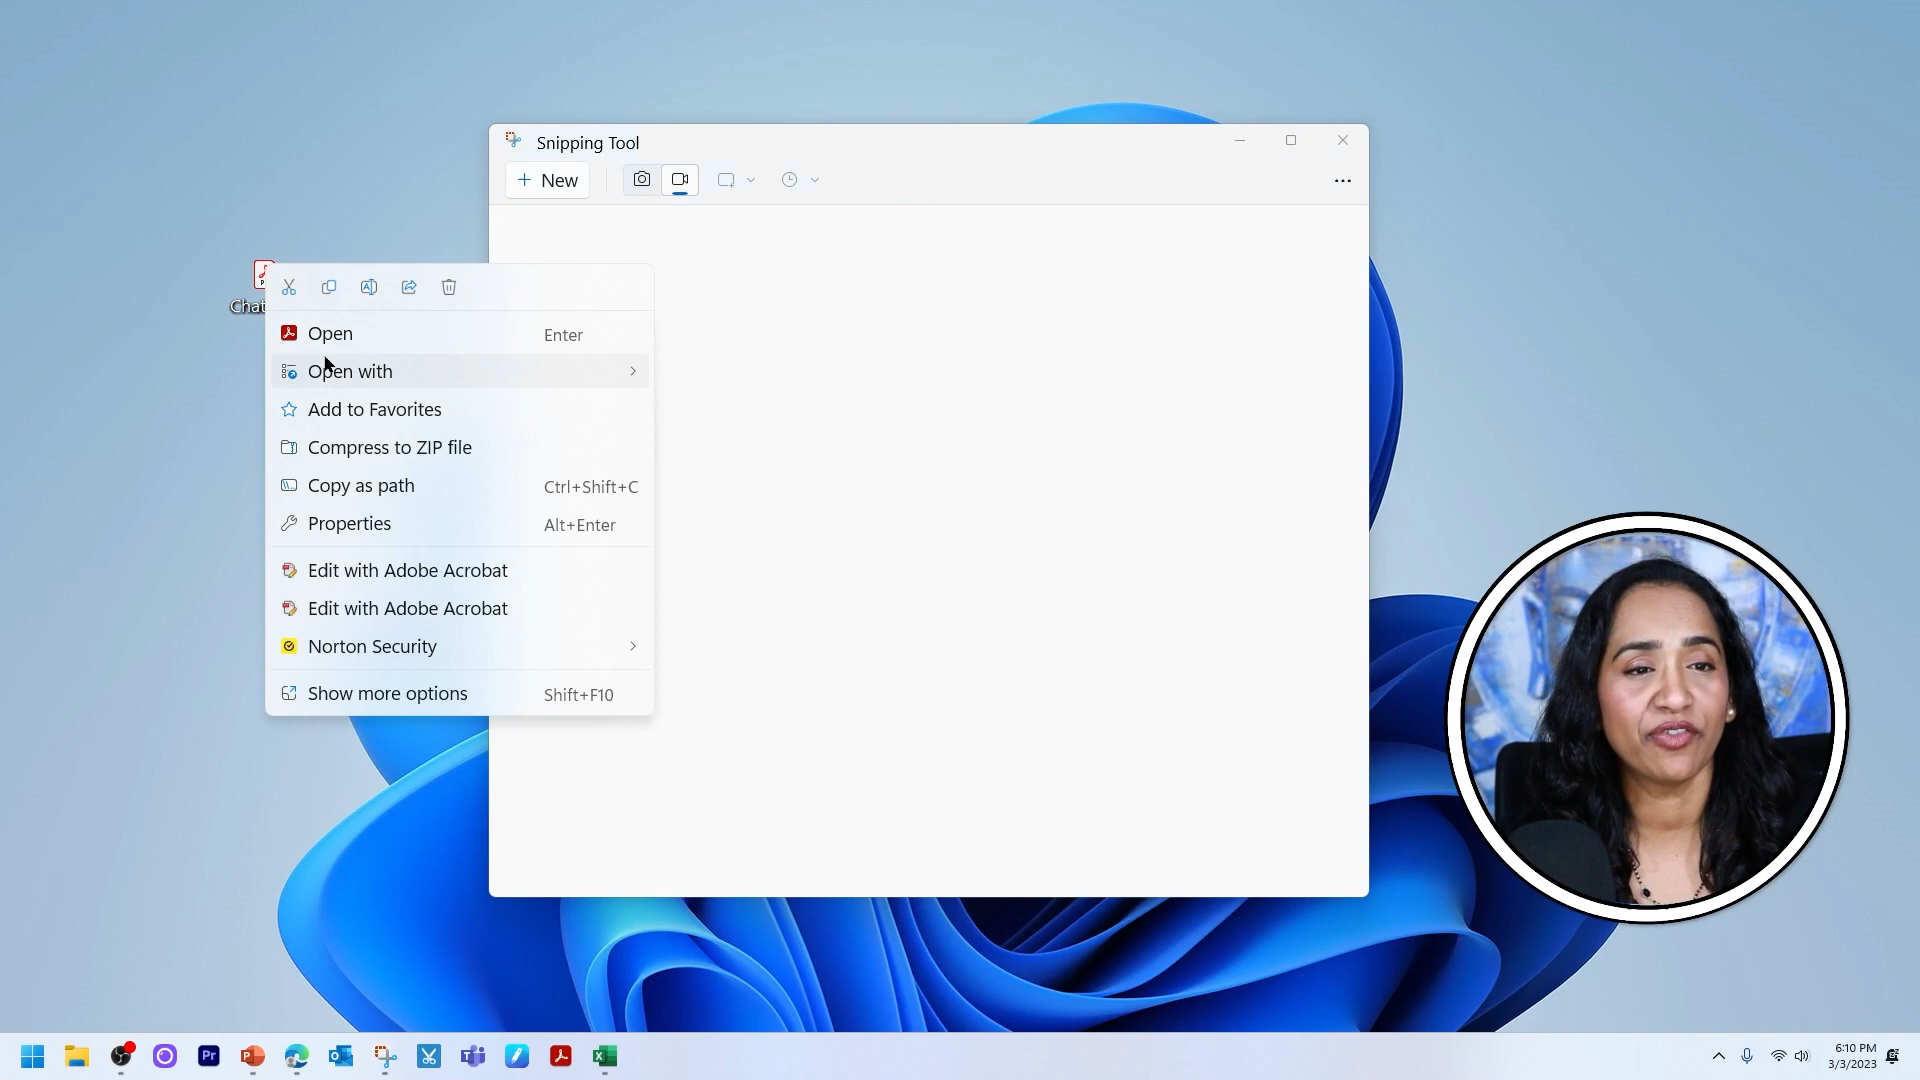 Snipping Tool
New
Chat
Open Enter
Open with
Add to Favorites
Compress to ZIP file
Copy as path Ctrl+Shift+C
Properties Alt+Enter
Edit with Adobe Acrobat
Edit with Adobe Acrobat
Norton Security
Show more options Shift+F10
Pr
6:10 PM
3/3/2023